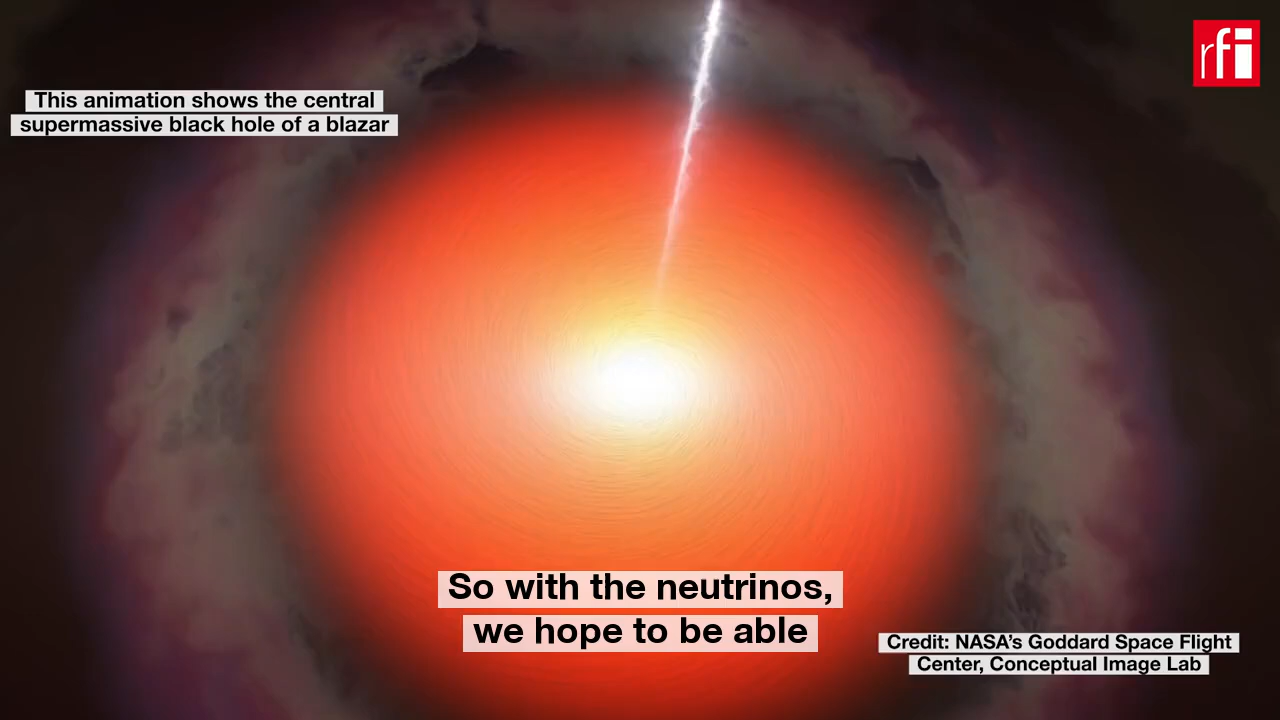 rfi
This animation shows the central
supermassive black hole of a blazar
So with the neutrinos,
we hope to be able
Credit: NASA’s Goddard Space Flight
Center, Conceptual Image Lab